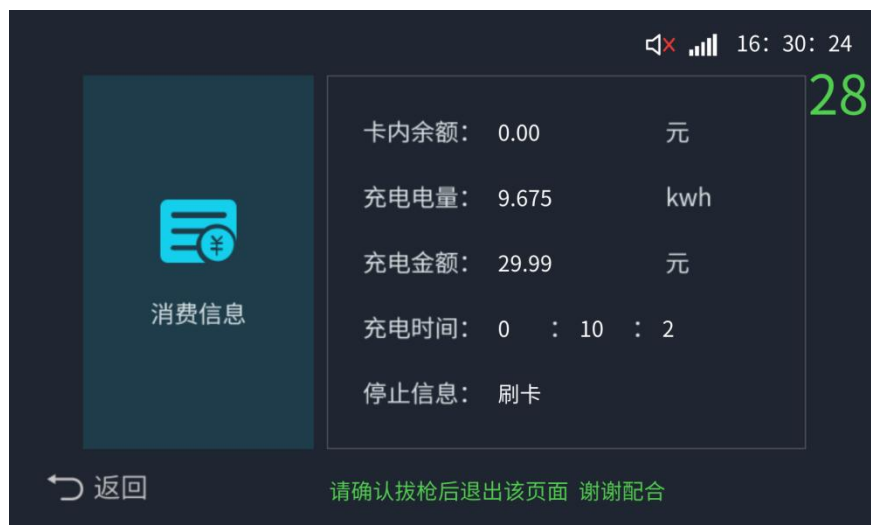 16: 30: 24
28
卡内余额: 0.00 元
充电电量: 9.675 kwh
充电金额: 29.99 元
充电时间: 0 : 10 : 2
停止信息: 刷卡
¥
消费信息
返回
请确认拔枪后退出该页面 谢谢配合